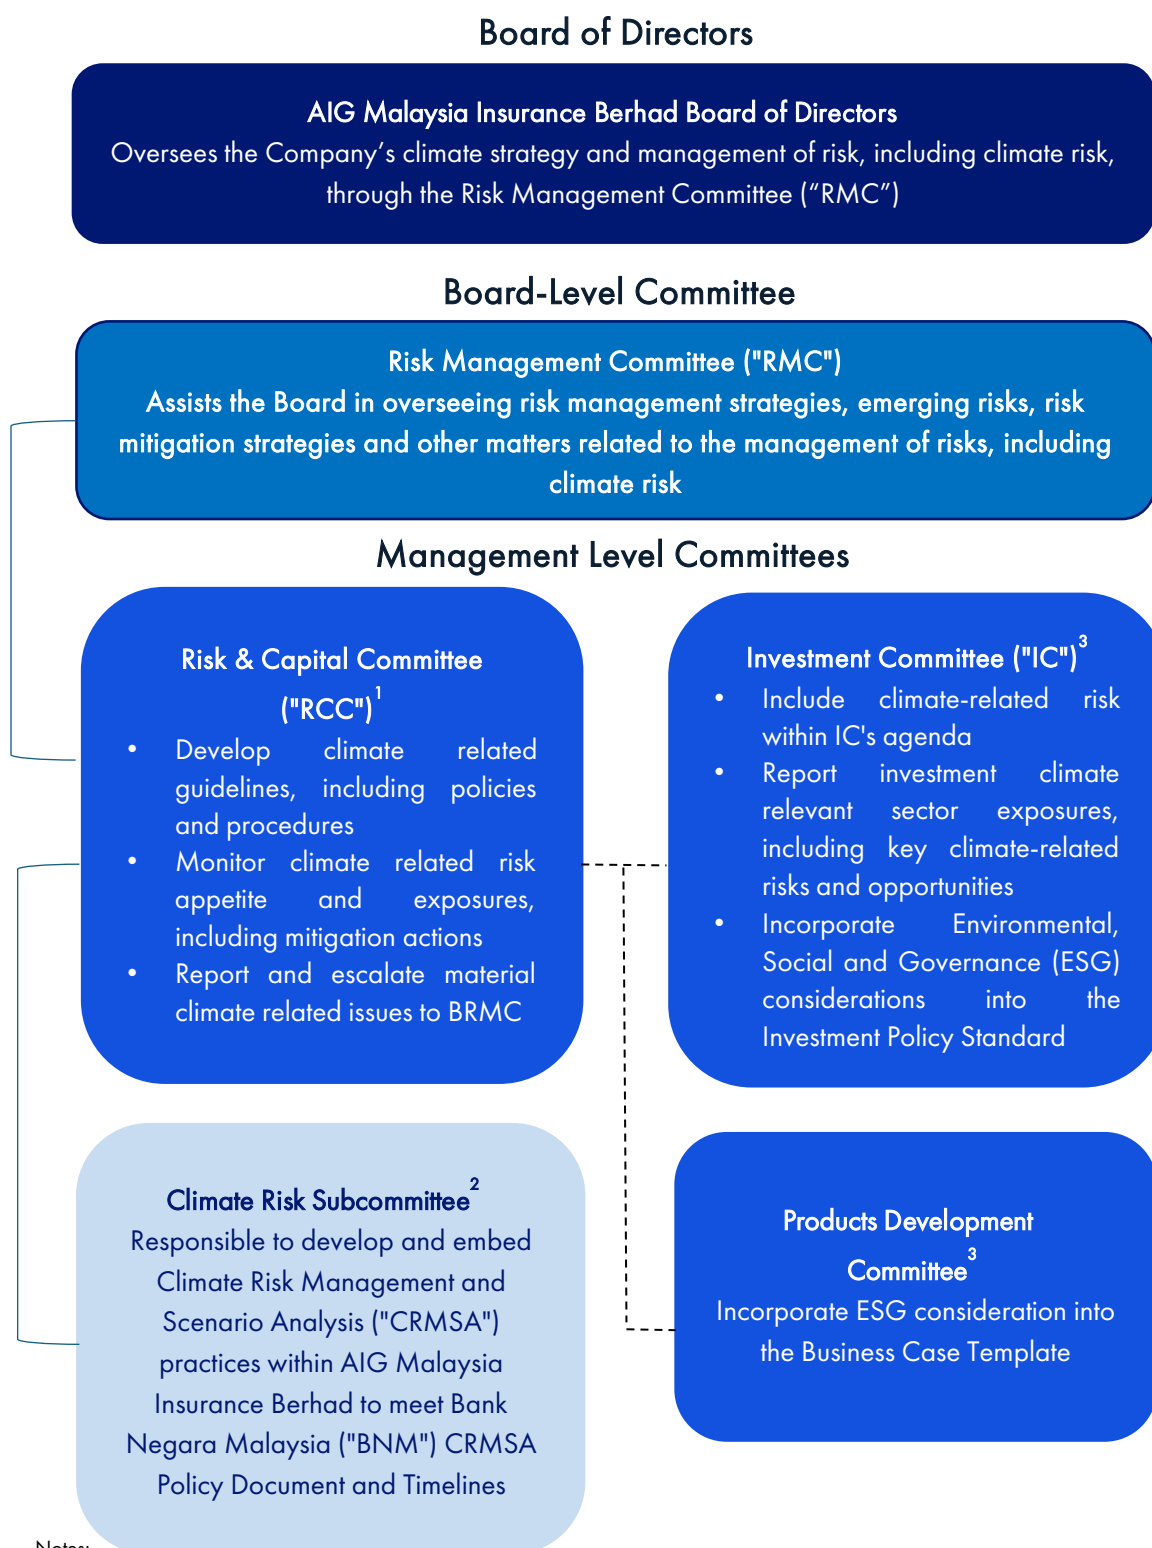 Board of Directors
AIG Malaysia Insurance Berhad Board of Directors
Oversees the Company’s climate strategy and management of risk, including climate risk,
through the Risk Management Committee (“RMC”)
Board-Level Committee
Risk Management Committee ("RMC")
Assists the Board in overseeing risk management strategies, emerging risks, risk
mitigation strategies and other matters related to the management of risks, including
climate risk
Management Level Committees
Risk & Capital Committee
("RCC")1
• Develop climate related
guidelines, including policies
and procedures
• Monitor climate related risk
appetite and exposures,
including mitigation actions
• Report and escalate material
climate related issues to BRMC
Investment Committee ("IC")3
• Include climate-related risk
within IC's agenda
• Report investment climate
relevant sector exposures,
including key climate-related
risks and opportunities
• Incorporate Environmental,
Social and Governance (ESG)
considerations into the
Investment Policy Standard
Climate Risk Subcommittee2
Responsible to develop and embed
Climate Risk Management and
Scenario Analysis ("CRMSA")
practices within AIG Malaysia
Insurance Berhad to meet Bank
Negara Malaysia ("BNM") CRMSA
Policy Document and Timelines
Products Development
Committee3
Incorporate ESG consideration into
the Business Case Template
Notes: